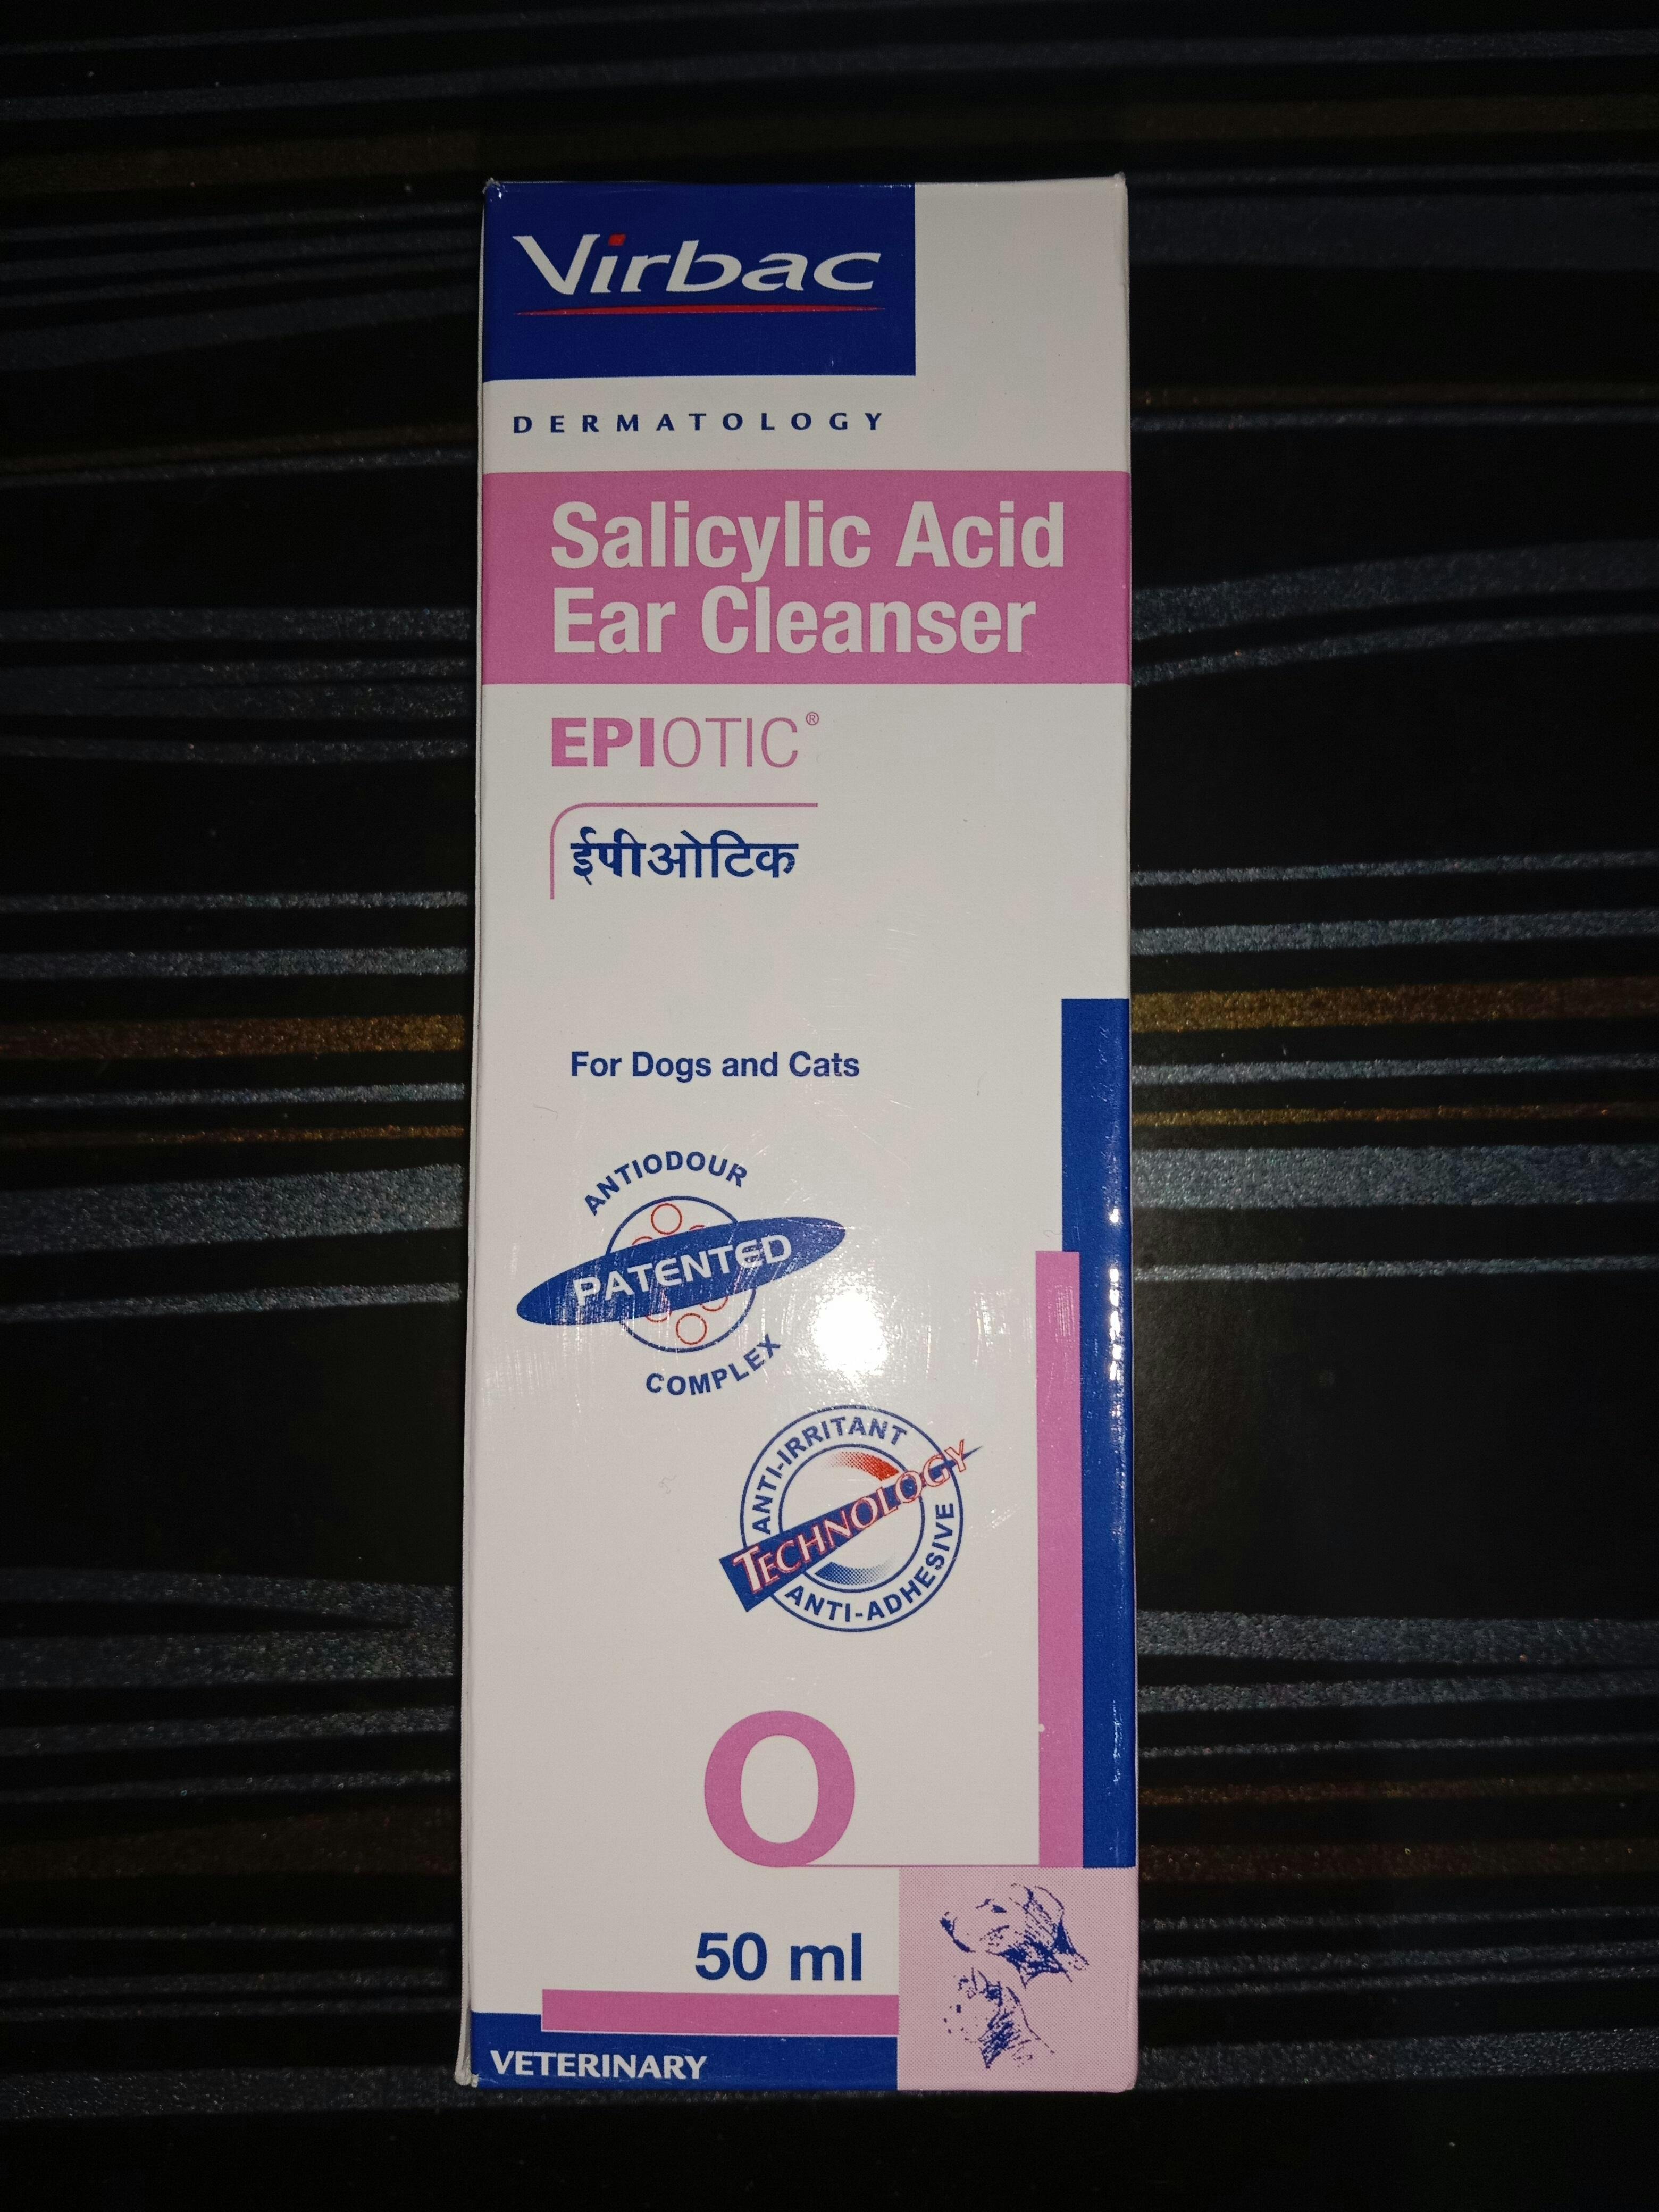 Virbac
DERMATOLOGY
Salicylic Acid
Ear Cleanser
EPIOTIC®
ईपीओटिक
For Dogs and Cats
ANTIODOUR
PATENTED
COMPLEX
ANTI-IRRITANT
TECHNOLOGY
ANTI-ADHESIVE
O
50 ml
VETERINARY